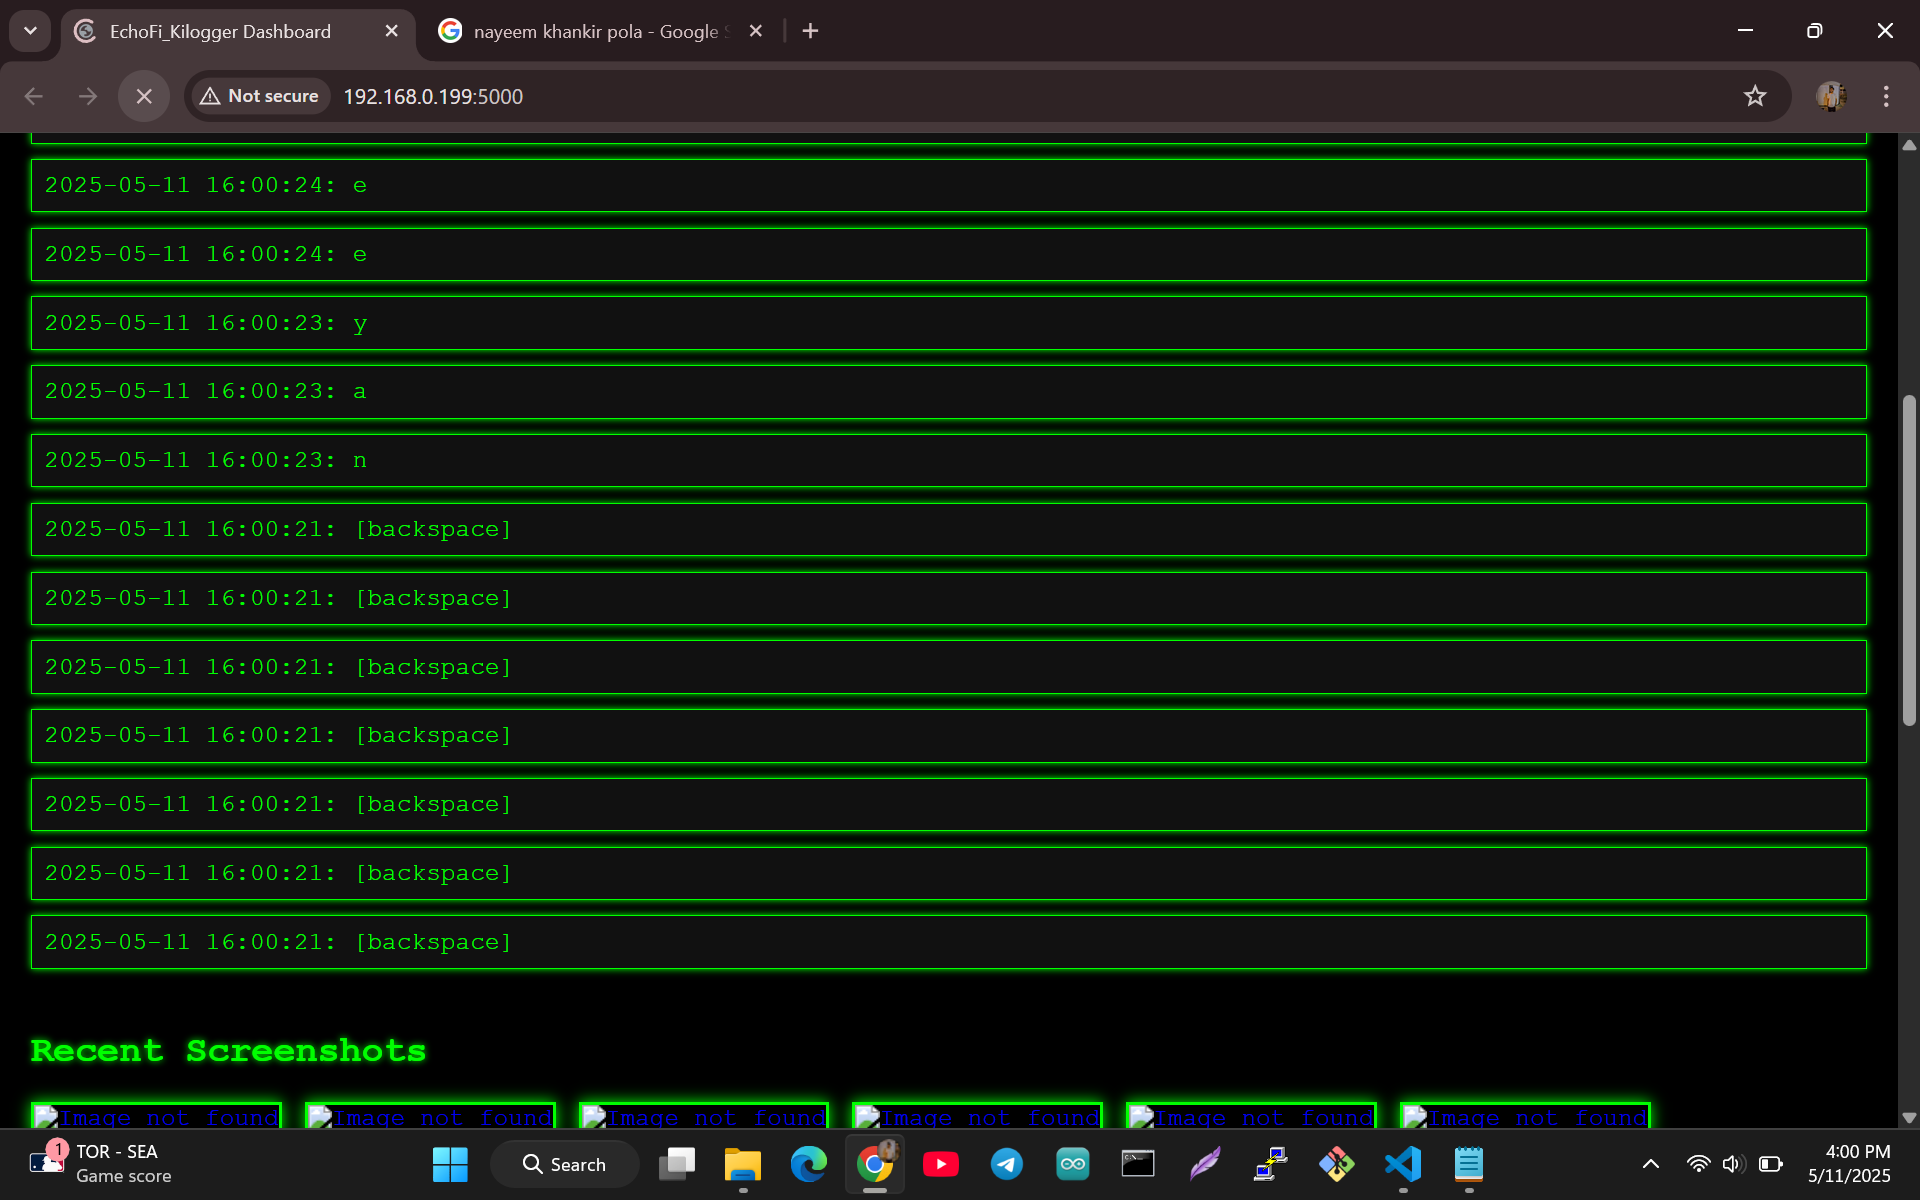 EchoFi_Kilogger Dashboard
nayeem khankir pola - Google S
Not secure
192.168.0.199:5000
2025-05-11 16:00:24: e
2025-05-11 16:00:24: e
2025-05-11 16:00:23: y
2025-05-11 16:00:23: a
2025-05-11 16:00:23: n
2025-05-11 16:00:21: [backspace]
2025-05-11 16:00:21: [backspace]
2025-05-11 16:00:21: [backspace]
2025-05-11 16:00:21: [backspace]
2025-05-11 16:00:21: [backspace]
2025-05-11 16:00:21: [backspace]
2025-05-11 16:00:21: [backspace]
Recent Screenshots
Image not found
Image not found
Image not found
Image not found
Image not found
Image not found
1
TOR - SEA
Game score
Search
4:00 PM
5/11/2025